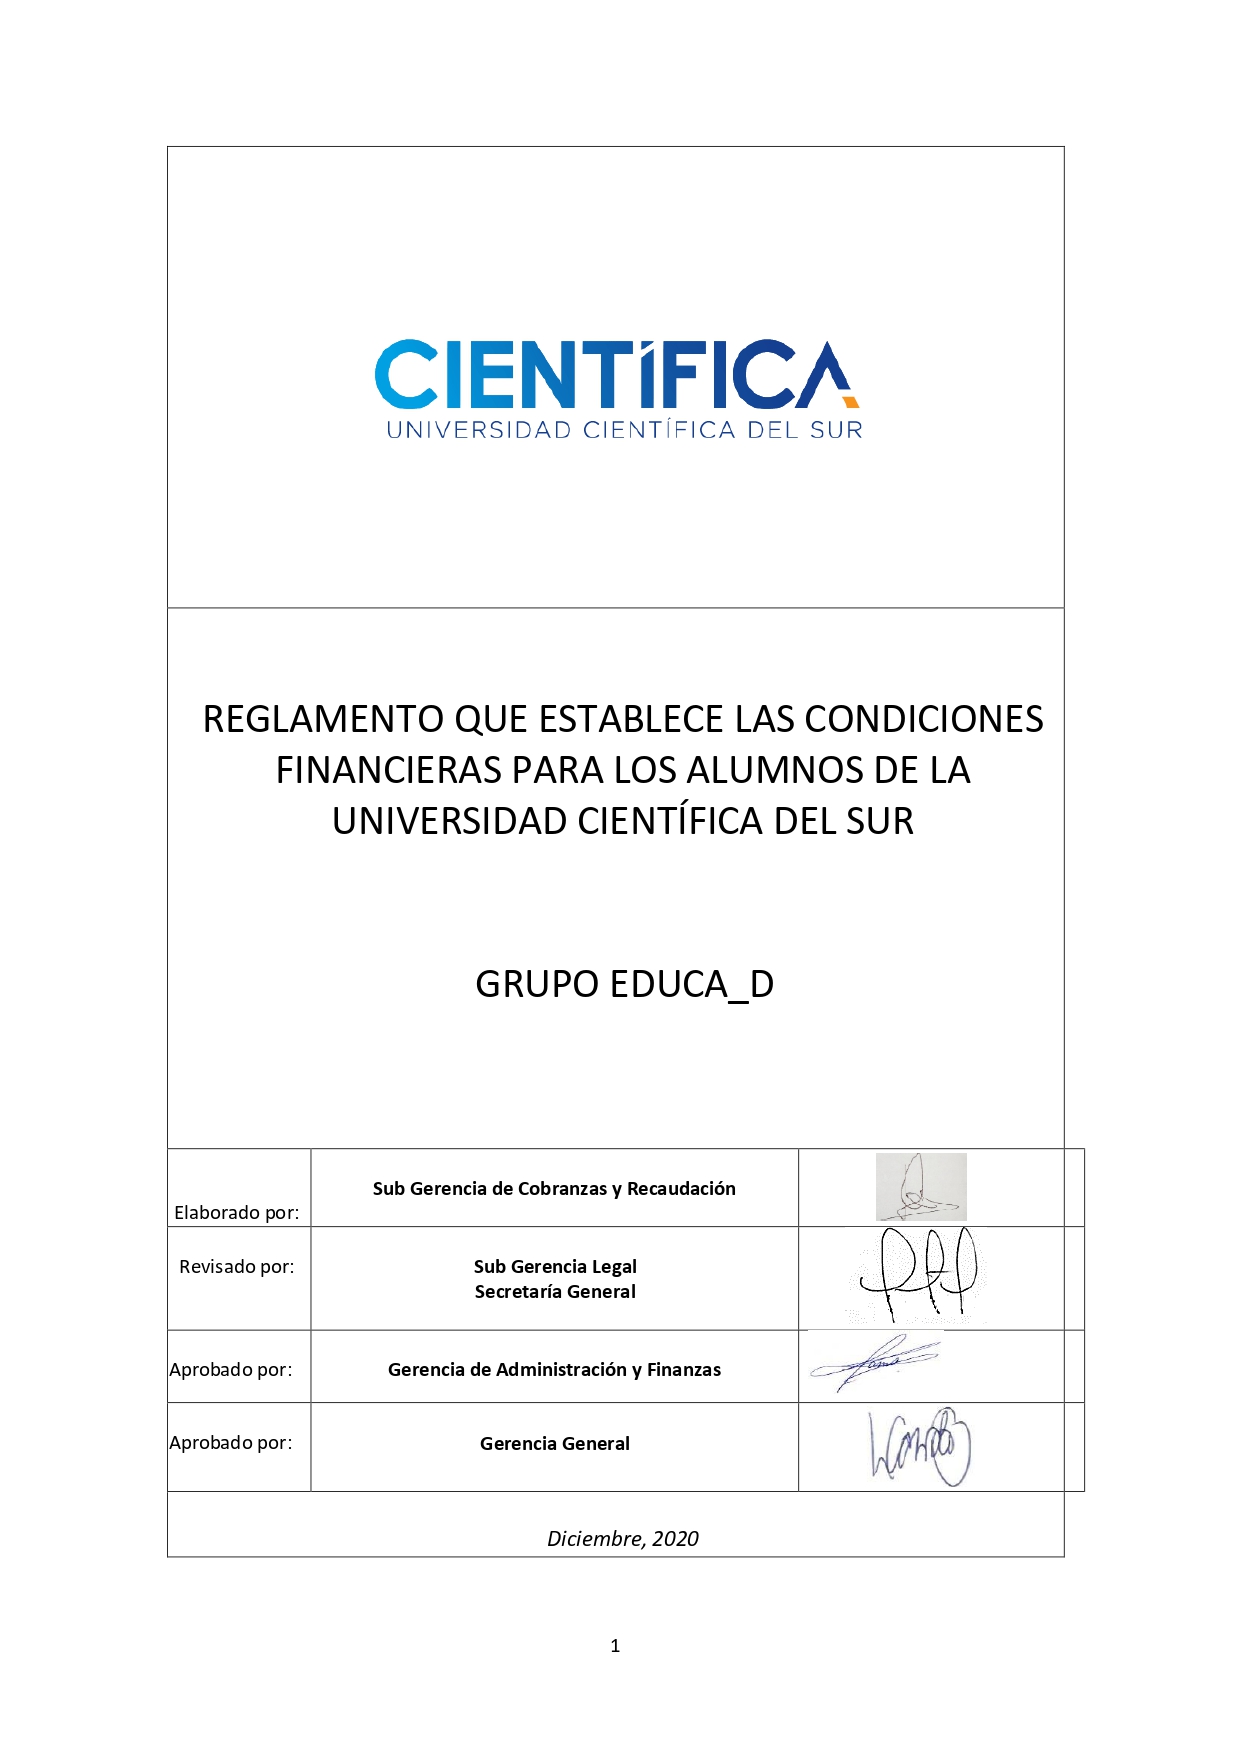 CIENTÍFICA
UNIVERSIDAD CIENTÍFICA DEL SUR
REGLAMENTO QUE ESTABLECE LAS CONDICIONES
FINANCIERAS PARA LOS ALUMNOS DE LA
UNIVERSIDAD CIENTÍFICA DEL SUR
GRUPO EDUCA_D
Elaborado por:
Sub Gerencia de Cobranzas y Recaudación
Revisado por:
Sub Gerencia Legal
Secretaría General
Aprobado por:
Gerencia de Administración y Finanzas
Aprobado por:
Gerencia General
Diciembre, 2020
1